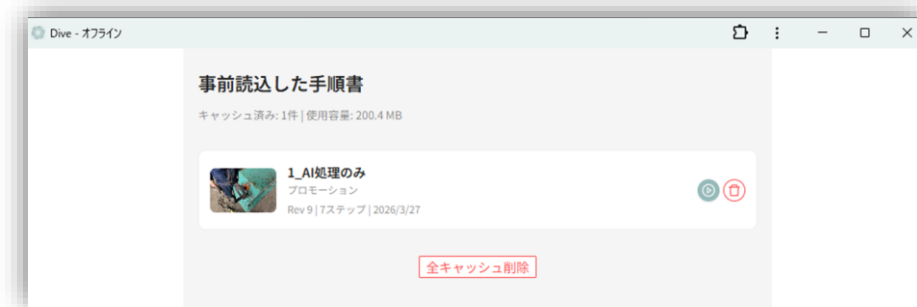 Dive - オフライン
事前読込した手順書
キャッシュ済み: 1件 | 使用容量: 200.4 MB
1_AI処理のみ
プロモーション
Rev 9 | 7ステップ | 2026/3/27
全キャッシュ削除